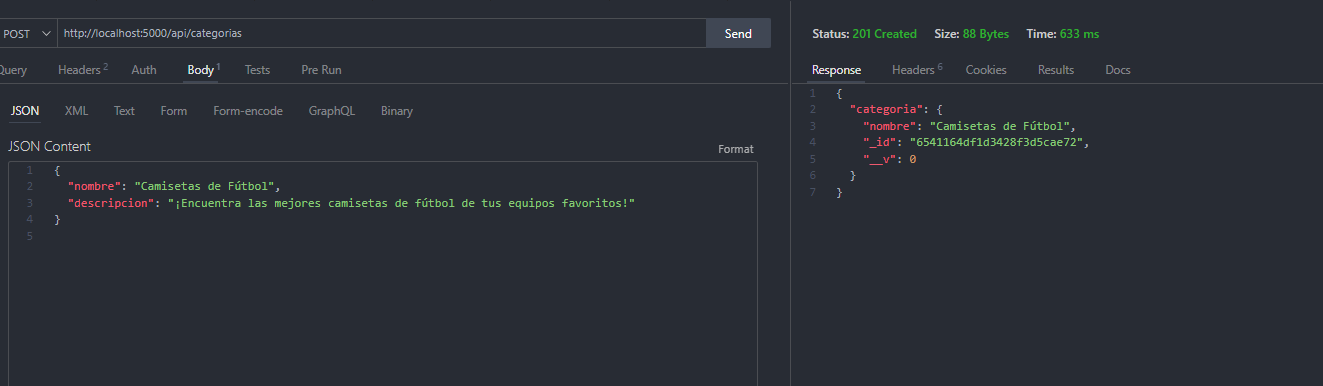 POST http://localhost:5000/api/categorias Send
Query Headers 2 Auth Body 1 Tests Pre Run
JSON XML Text Form Form-encode GraphQL Binary
JSON Content Format
1 {
2 "nombre": "Camisetas de Fútbol",
3 "descripcion": "¡Encuentra las mejores camisetas de fútbol de tus equipos favoritos!"
4 }
5
Status: 201 Created Size: 88 Bytes Time: 633 ms
Response Headers 6 Cookies Results Docs
1 {
2 "categoria": {
3 "nombre": "Camisetas de Fútbol",
4 "_id": "6541164df1d3428f3d5cae72",
5 "__v": 0
6 }
7 }